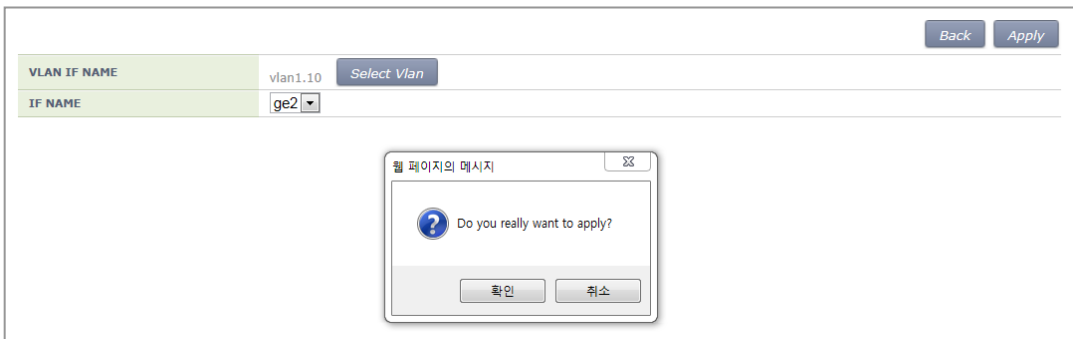 Back Apply
VLAN IF NAME vlan1.10 Select Vlan
IF NAME ge2
웹 페이지의 메시지
Do you really want to apply?
확인 취소